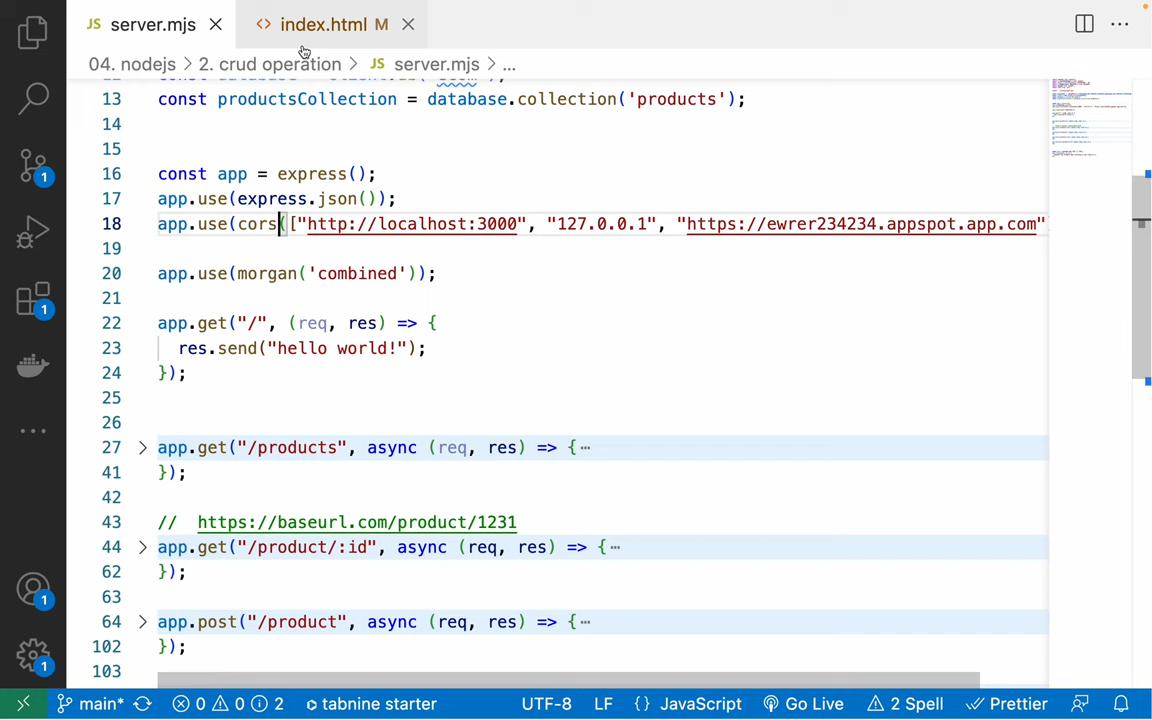 JS server.mjs
<> index.html M
04. nodejs > 2. crud operation > JS server.mjs > ...
13 const productsCollection = database.collection('products');
14
15
16 const app = express();
17 app.use(express.json());
18 app.use(cors(["http://localhost:3000", "127.0.0.1", "https://ewrer234234.appspot.app.com"
19
20 app.use(morgan('combined'));
21
22 app.get("/", (req, res) => {
23 res.send("hello world!");
24 });
25
26
27 app.get("/products", async (req, res) => {
41 });
42
43 // https://baseurl.com/product/1231
44 app.get("/product/:id", async (req, res) => {
62 });
63
64 app.post("/product", async (req, res) => {
102 });
103
1
1
1
1
main* 0 0 2 tabnine starter UTF-8 LF {} JavaScript Go Live 2 Spell Prettier